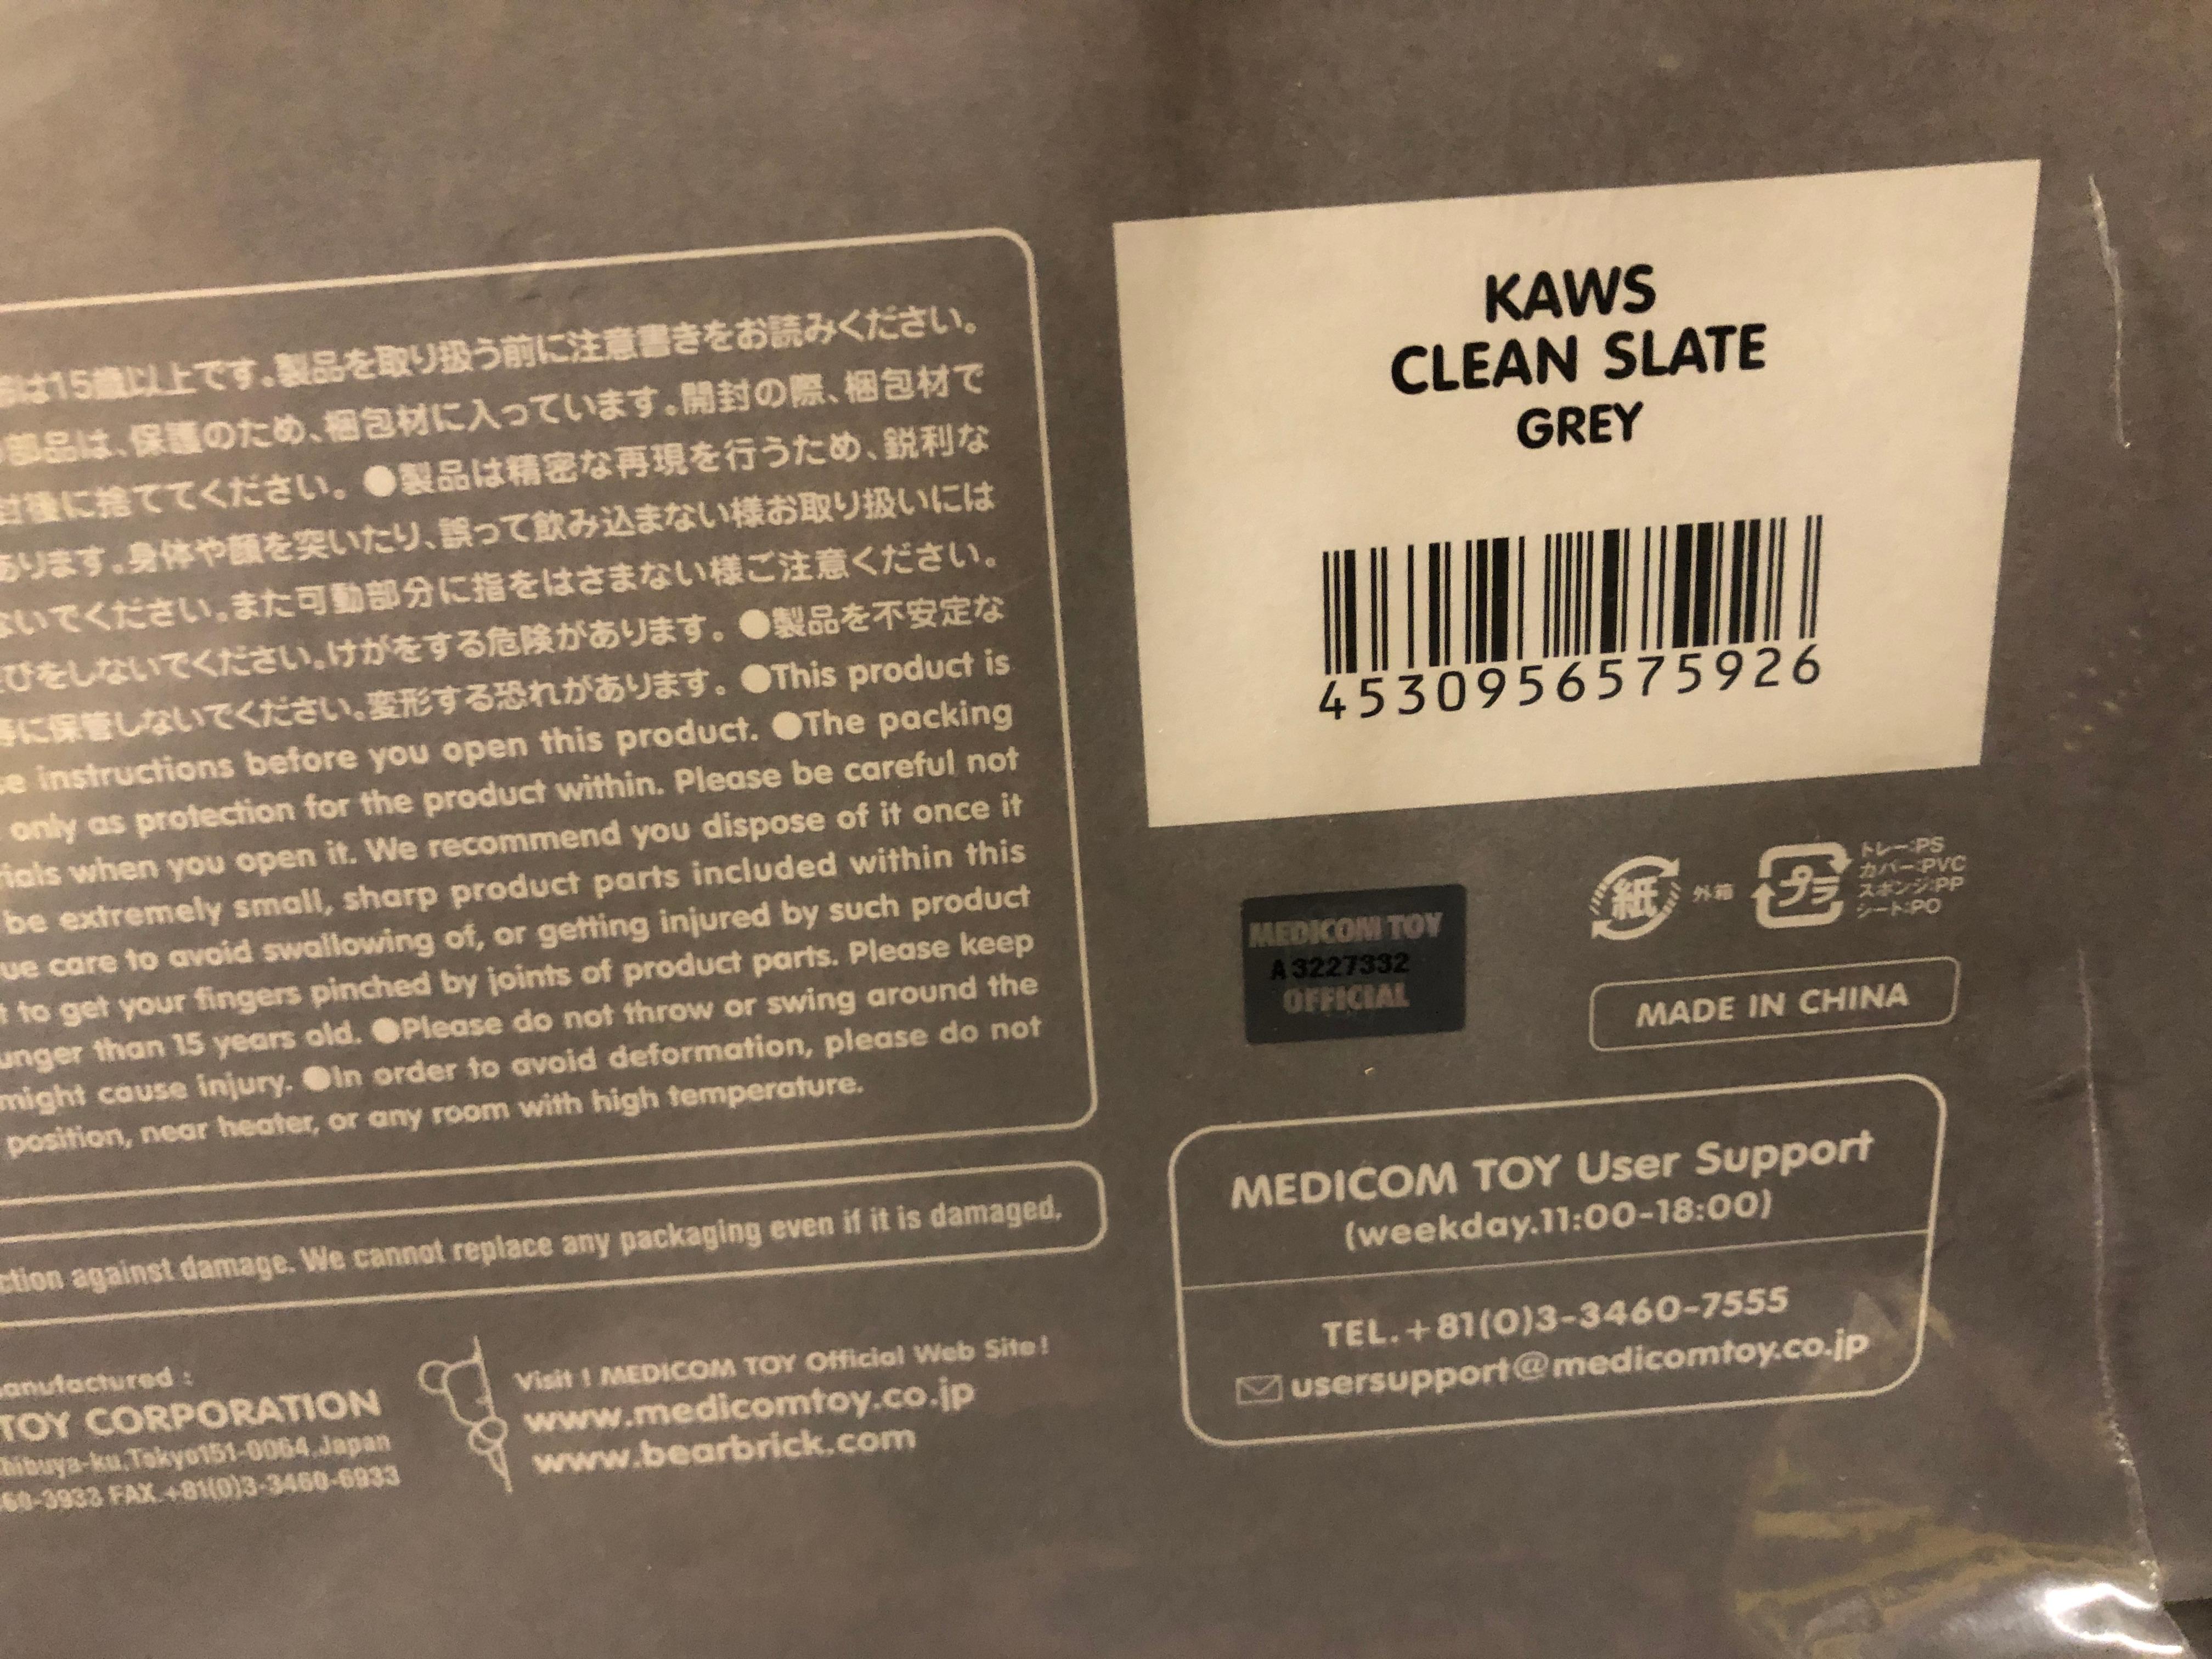 は15歳以上です。製品を取り扱う前に注意書きをお読みください。
部品は、保護のため、梱包材に入っています。開封の際、梱包材で
封後に捨ててください。 ●製品は精密な再現を行うため、鋭利な
あります。身体や顔を突いたり、誤って飲み込まない様お取り扱いには
ないでください。また可動部分に指をはさまない様ご注意ください。
びをしないでください。けがをする危険があります。 ●製品を不安定な
等に保管しないでください。変形する恐れがあります。 ●This product is
se instructions before you open this product. ●The packing
only as protection for the product within. Please be careful not
rials when you open it. We recommend you dispose of it once it
be extremely small, sharp product parts included within this
ue care to avoid swallowing of, or getting injured by such product
t to get your fingers pinched by joints of product parts. Please keep
unger than 15 years old. ●Please do not throw or swing around the
might cause injury. ●In order to avoid deformation, please do not
position, near heater, or any room with high temperature.
ction against damage. We cannot replace any packaging even if it is damaged.
anufactured :
TOY CORPORATION
hibuya-ku.Tokyo151-0064.Japan
60-3933 FAX.+81(0)3-3460-6933
Visit ! MEDICOM TOY Official Web Site !
www.medicomtoy.co.jp
www.bearbrick.com
KAWS
CLEAN SLATE
GREY
4530956575926
MEDICOM TOY
A3227332
OFFICIAL
紙 外箱
プラ
トレー:PS
カバー:PVC
スポンジ:PP
シート:PO
MADE IN CHINA
MEDICOM TOY User Support
(weekday.11:00-18:00)
TEL.+81(0)3-3460-7555
usersupport@medicomtoy.co.jp